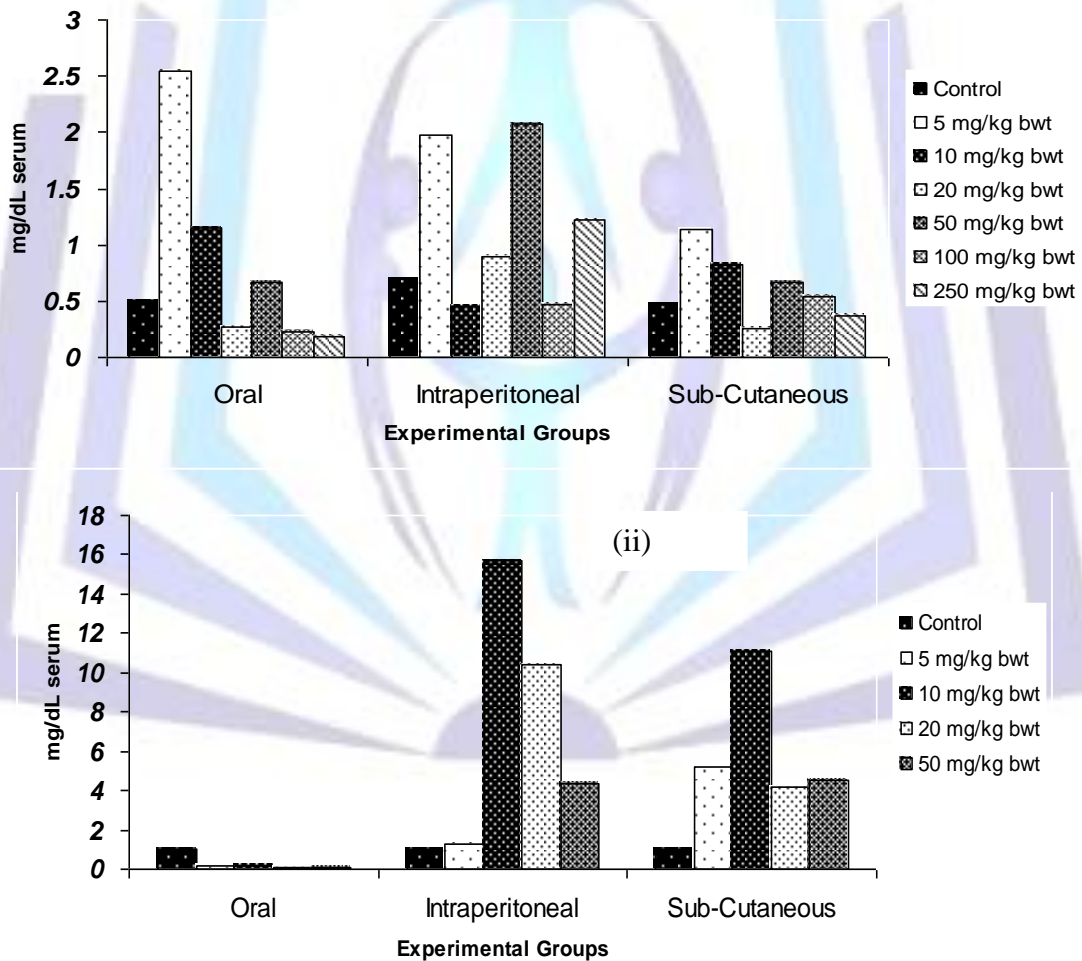 3
2.5
2
1.5
1
0.5
0
mg/dL serum
Oral
Intraperitoneal
Sub-Cutaneous
Experimental Groups
Control
5 mg/kg bwt
10 mg/kg bwt
20 mg/kg bwt
50 mg/kg bwt
100 mg/kg bwt
250 mg/kg bwt
(ii)
18
16
14
12
10
8
6
4
2
0
mg/dL serum
Oral
Intraperitoneal
Sub-Cutaneous
Experimental Groups
Control
5 mg/kg bwt
10 mg/kg bwt
20 mg/kg bwt
50 mg/kg bwt